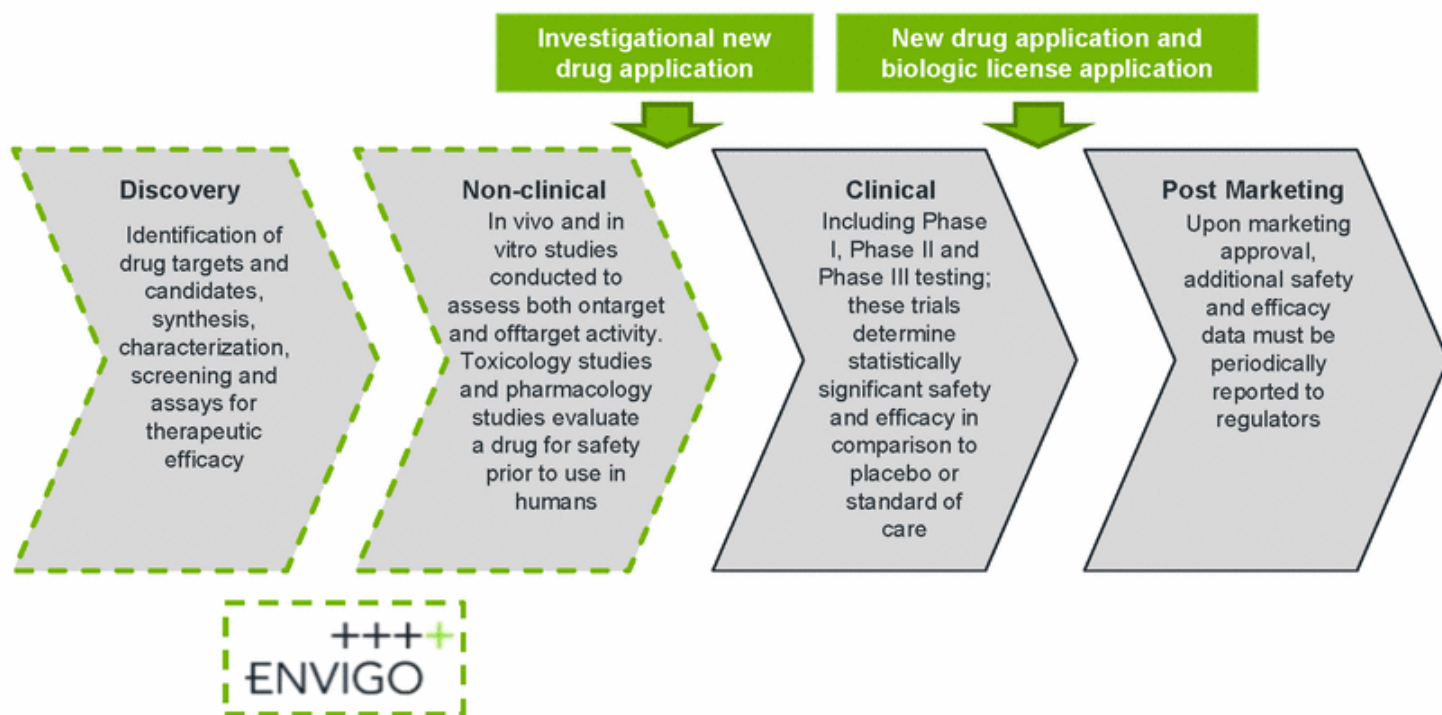 Investigational new
drug application
New drug application and
biologic license application
Discovery
Identification of
drug targets and
candidates,
synthesis,
characterization,
screening and
assays for
therapeutic
efficacy
Non-clinical
In vivo and in
vitro studies
conducted to
assess both ontarget
and offtarget activity.
Toxicology studies
and pharmacology
studies evaluate
a drug for safety
prior to use in
humans
Clinical
Including Phase
I, Phase II and
Phase III testing;
these trials
determine
statistically
significant safety
and efficacy in
comparison to
placebo or
standard of
care
Post Marketing
Upon marketing
approval,
additional safety
and efficacy
data must be
periodically
reported to
regulators
++++
ENVIGO